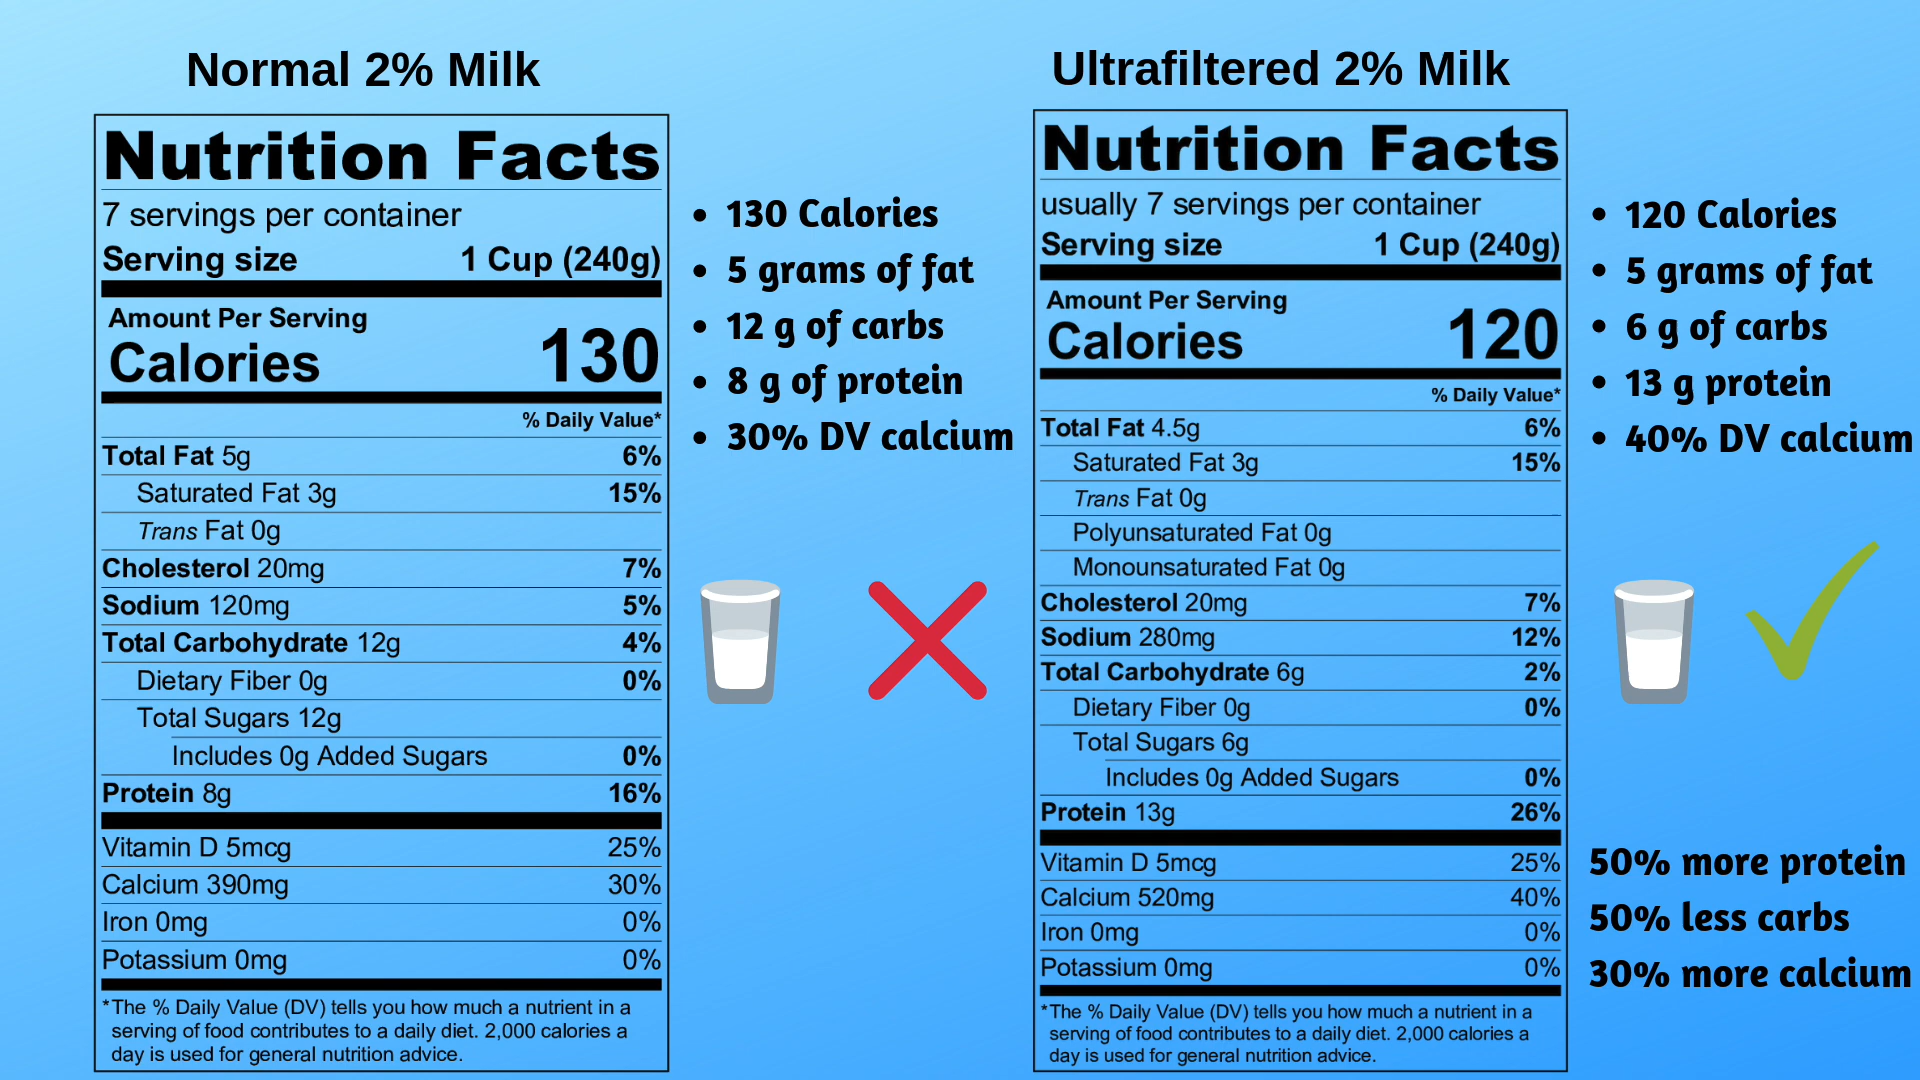 Normal 2% Milk
Nutrition Facts
7 servings per container
Serving size 1 Cup (240g)
Amount Per Serving
Calories 130
% Daily Value*
Total Fat 5g 6%
Saturated Fat 3g 15%
Trans Fat 0g
Cholesterol 20mg 7%
Sodium 120mg 5%
Total Carbohydrate 12g 4%
Dietary Fiber 0g 0%
Total Sugars 12g
Includes 0g Added Sugars 0%
Protein 8g 16%
Vitamin D 5mcg 25%
Calcium 390mg 30%
Iron 0mg 0%
Potassium 0mg 0%
*The % Daily Value (DV) tells you how much a nutrient in a
serving of food contributes to a daily diet. 2,000 calories a
day is used for general nutrition advice.
• 130 Calories
• 5 grams of fat
• 12 g of carbs
• 8 g of protein
• 30% DV calcium
Ultrafiltered 2% Milk
Nutrition Facts
usually 7 servings per container
Serving size 1 Cup (240g)
Amount Per Serving
Calories 120
% Daily Value*
Total Fat 4.5g 6%
Saturated Fat 3g 15%
Trans Fat 0g
Polyunsaturated Fat 0g
Monounsaturated Fat 0g
Cholesterol 20mg 7%
Sodium 280mg 12%
Total Carbohydrate 6g 2%
Dietary Fiber 0g 0%
Total Sugars 6g
Includes 0g Added Sugars 0%
Protein 13g 26%
Vitamin D 5mcg 25%
Calcium 520mg 40%
Iron 0mg 0%
Potassium 0mg 0%
*The % Daily Value (DV) tells you how much a nutrient in a
serving of food contributes to a daily diet. 2,000 calories a
day is used for general nutrition advice.
• 120 Calories
• 5 grams of fat
• 6 g of carbs
• 13 g protein
• 40% DV calcium
50% more protein
50% less carbs
30% more calcium